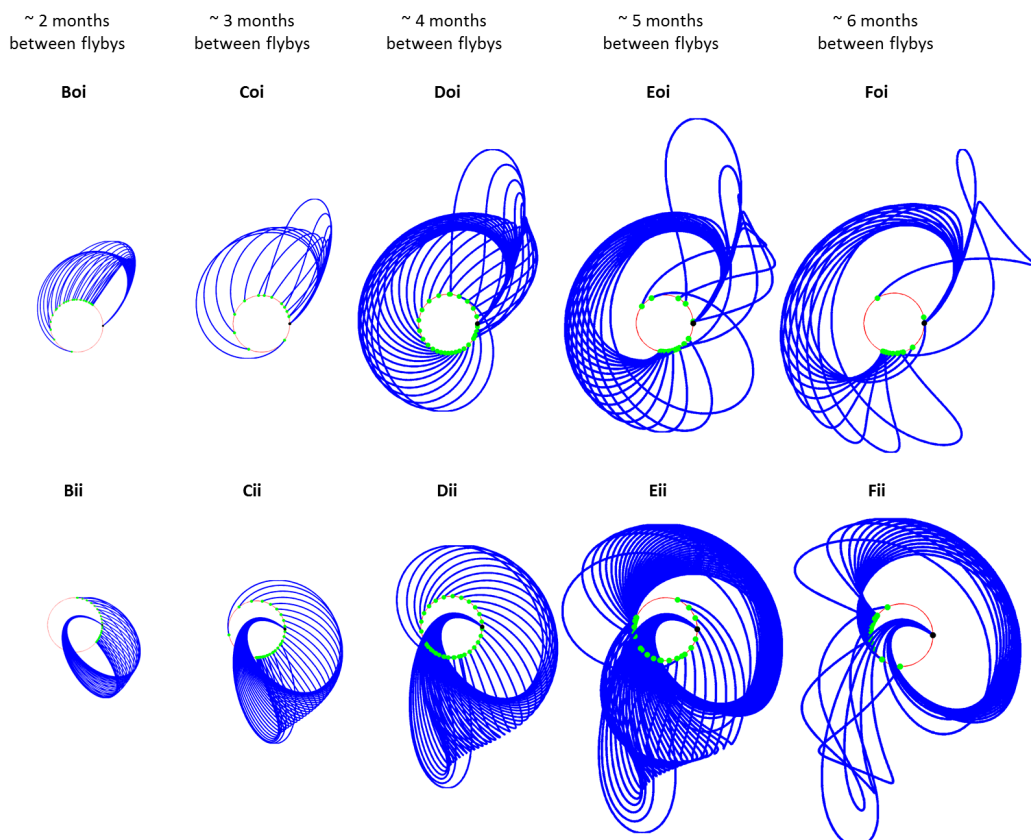 ~ 2 months
between flybys
~ 3 months
between flybys
~ 4 months
between flybys
~ 5 months
between flybys
~ 6 months
between flybys
Boi
Coi
Doi
Eoi
Foi
Bii
Cii
Dii
Eii
Fii